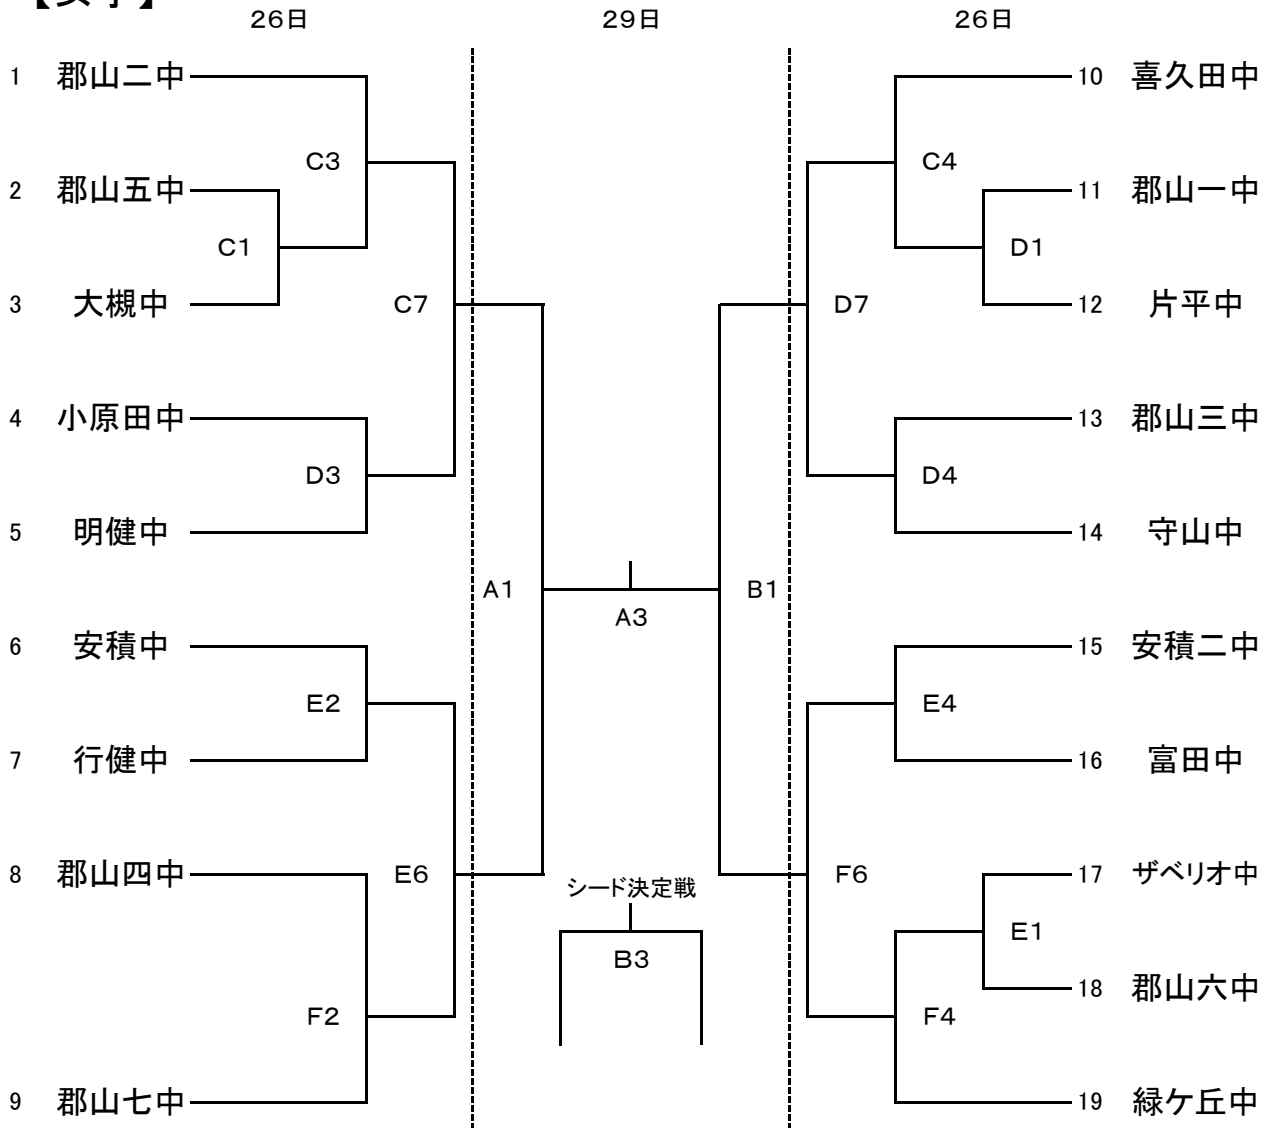 26日 29日 26日
1 郡山二中
2 郡山五中
3 大槻中
4 小原田中
5 明健中
6 安積中
7 行健中
8 郡山四中
9 郡山七中
C3
C1
C7
D3
E2
E6
F2
A1
A3
B1
シード決定戦
B3
C4
D1
D7
D4
E4
F6
E1
F4
10 喜久田中
11 郡山一中
12 片平中
13 郡山三中
14 守山中
15 安積二中
16 富田中
17 ザベリオ中
18 郡山六中
19 緑ケ丘中